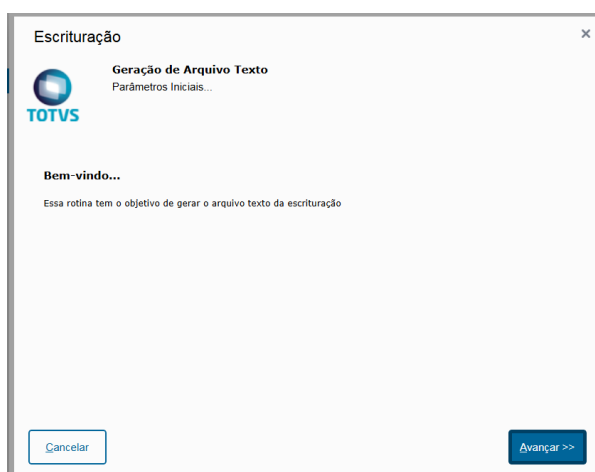 Escrituração
×
Geração de Arquivo Texto
Parâmetros Iniciais...
TOTVS
Bem-vindo...
Essa rotina tem o objetivo de gerar o arquivo texto da escrituração
Cancelar
Avançar >>